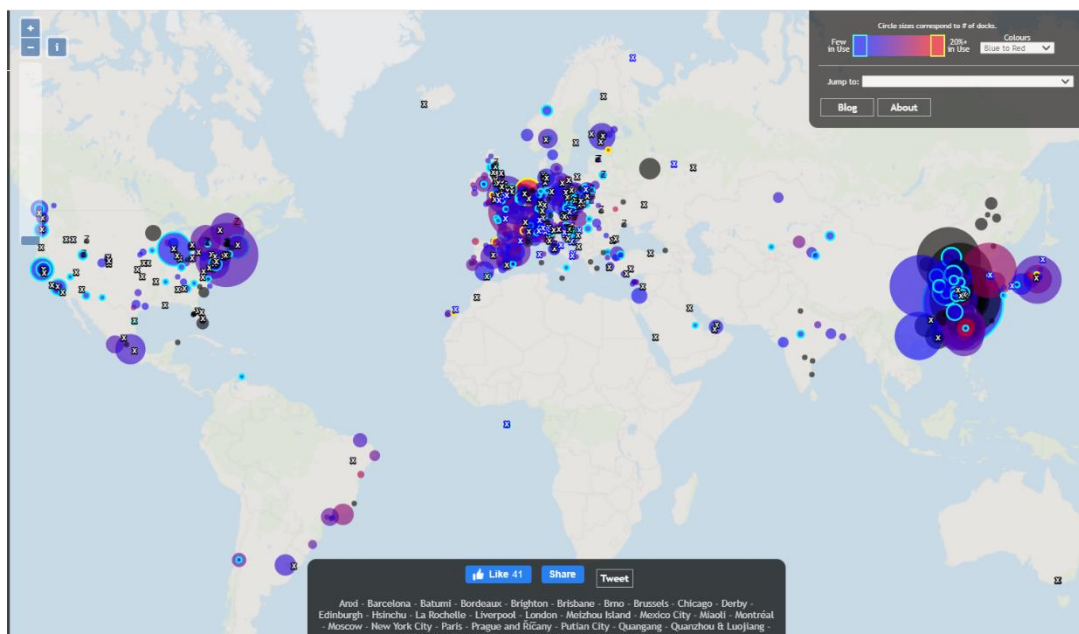 +
−
i
Circle sizes correspond to # of docks.
Few in Use
20%+ in Use
Colours
Blue to Red
Jump to:
Blog
About
Like 41
Share
Tweet
Anxi - Barcelona - Batumi - Bordeaux - Brighton - Brisbane - Brno - Brussels - Chicago - Derby -
Edinburgh - Hsinchu - La Rochelle - Liverpool - London - Meizhou Island - Mexico City - Miaoli - Montréal
- Moscow - New York City - Paris - Prague and Říčany - Putian City - Quangang - Quanzhou & Luojiang -